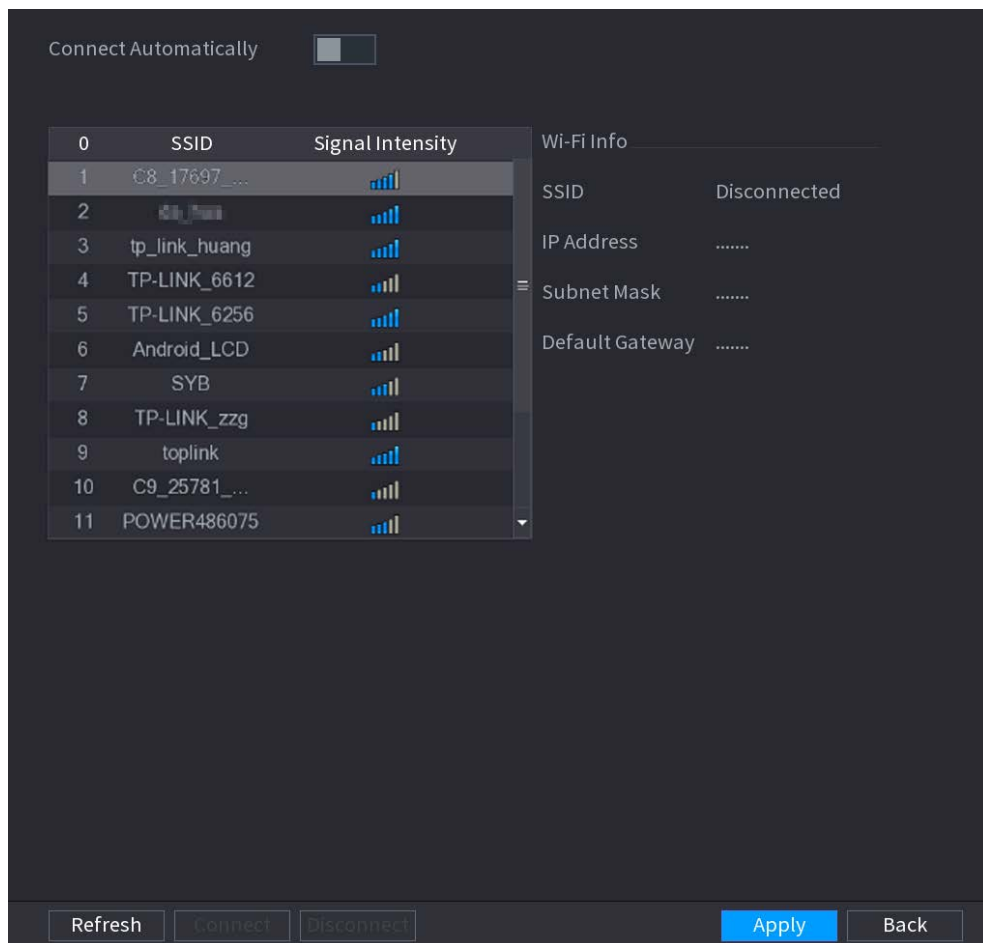 Connect Automatically
0 SSID Signal Intensity
1 C8_17697_...
2
3 tp_link_huang
4 TP-LINK_6612
5 TP-LINK_6256
6 Android_LCD
7 SYB
8 TP-LINK_zzg
9 toplink
10 C9_25781_...
11 POWER486075
Wi-Fi Info
SSID Disconnected
IP Address .......
Subnet Mask .......
Default Gateway .......
Refresh Connect Disconnect Apply Back